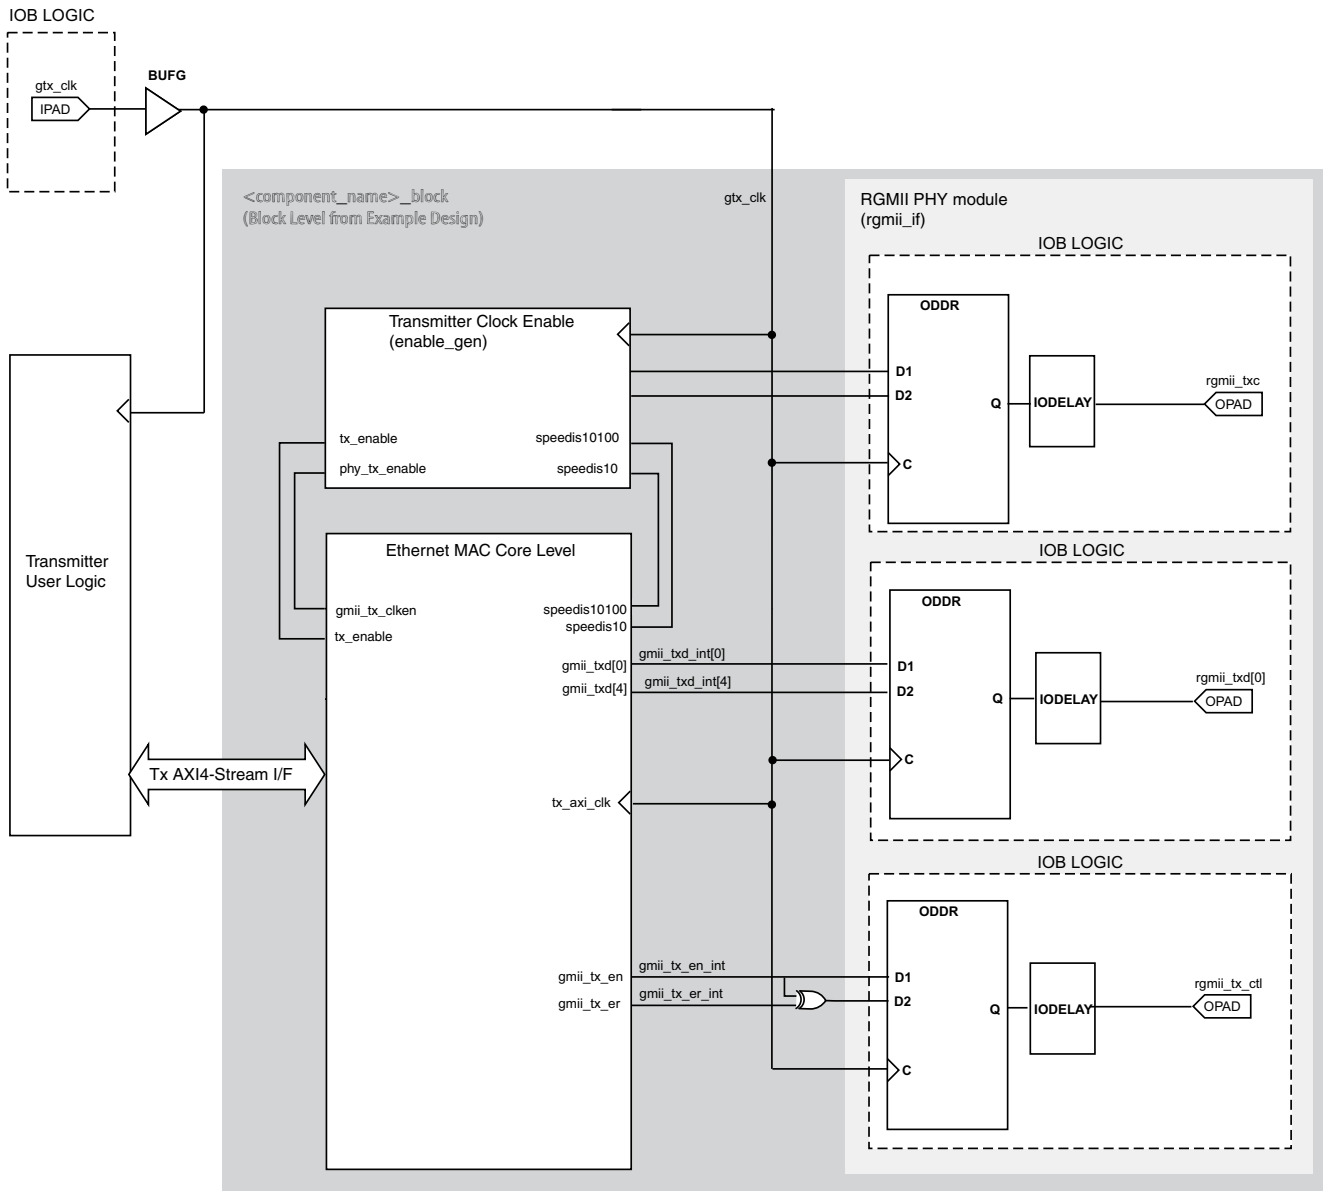 IOB LOGIC
gtx_clk
IPAD
BUFG
<component_name>_block
(Block Level from Example Design)
gtx_clk
RGMII PHY module
(rgmii_if)
IOB LOGIC
ODDR
D1
D2
Q
C
IODELAY
rgmii_txc
OPAD
Transmitter Clock Enable
(enable_gen)
tx_enable
phy_tx_enable
speedis10100
speedis10
Transmitter
User Logic
Tx AXI4-Stream I/F
Ethernet MAC Core Level
gmii_tx_clken
tx_enable
speedis10100
speedis10
gmii_txd[0]
gmii_txd_int[0]
gmii_txd[4]
gmii_txd_int[4]
tx_axi_clk
gmii_tx_en
gmii_tx_en_int
gmii_tx_er
gmii_tx_er_int
IOB LOGIC
ODDR
D1
D2
Q
C
IODELAY
rgmii_txd[0]
OPAD
IOB LOGIC
ODDR
D1
D2
Q
C
IODELAY
rgmii_tx_ctl
OPAD